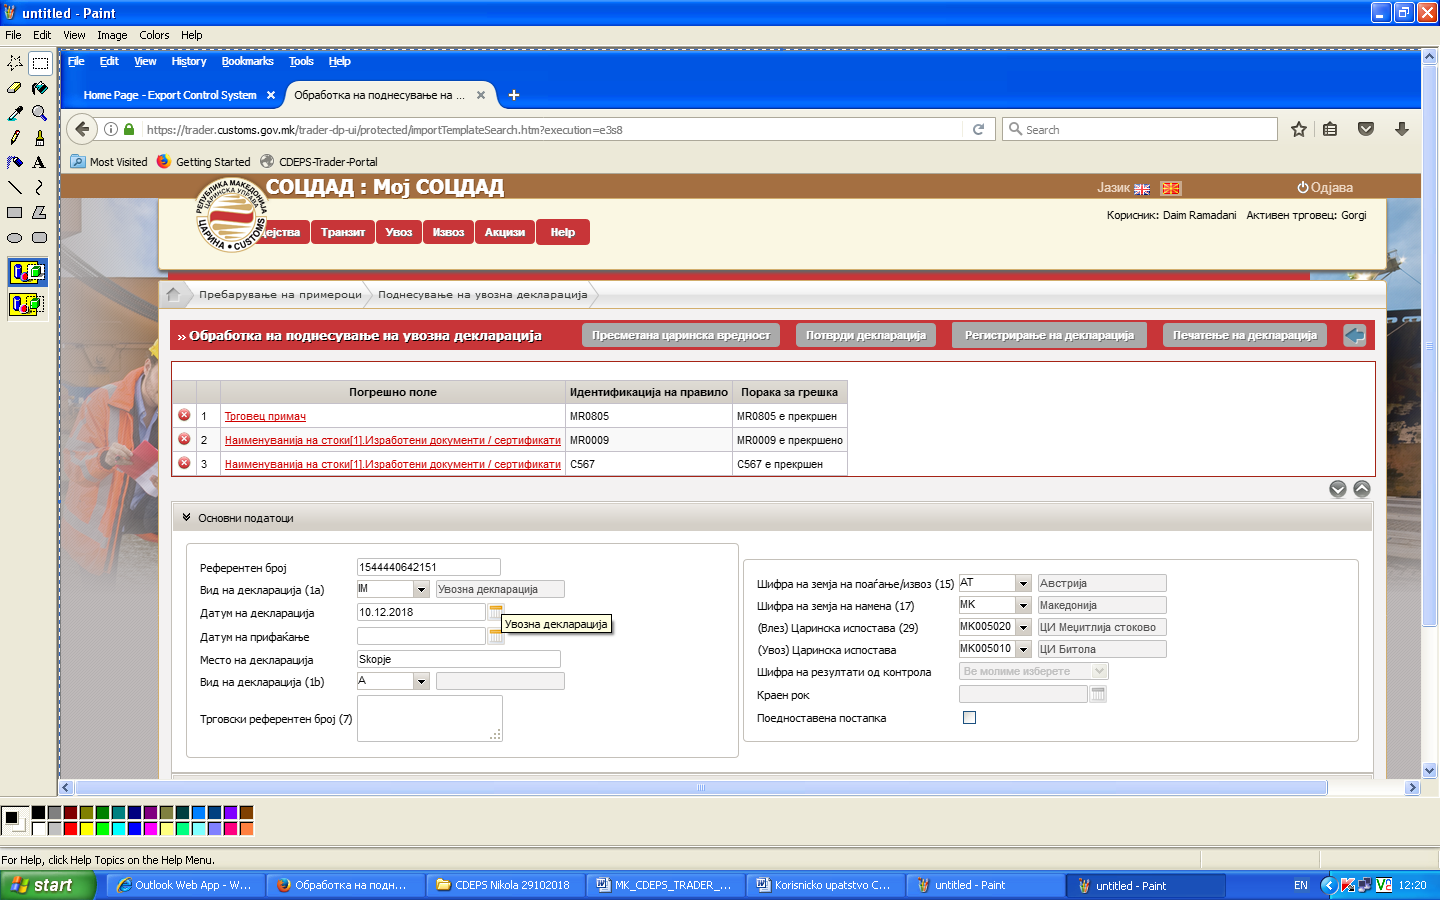 untitled - Paint
File Edit View Image Colors Help
File Edit View History Bookmarks Tools Help
Home Page - Export Control System
Обработка на поднесување на ...
https://trader.customs.gov.mk/trader-dp-ui/protected/importTemplateSearch.htm?execution=e3s8
Search
Most Visited Getting Started CDEPS-Trader-Portal
РЕПУБЛИКА МАКЕДОНИЈА
ЦАРИНСКА УПРАВА
ЦАРИНА • CUSTOMS
СОЦДАД : Мој СОЦДАД
Јазик
Одјава
Корисник: Daim Ramadani Активен трговец: Gorgi
ејства Транзит Увоз Извоз Акцизи Help
Пребарување на примероци Поднесување на увозна декларација
» Обработка на поднесување на увозна декларација
Пресметана царинска вредност Потврди декларација Регистрирање на декларација Печатење на декларација
Погрешно поле Идентификација на правило Порака за грешка
1 Трговец примач MR0805 MR0805 е прекршен
2 Наименуванија на стоки[1].Изработени документи / сертификати MR0009 MR0009 е прекршено
3 Наименуванија на стоки[1].Изработени документи / сертификати C567 C567 е прекршен
Основни податоци
Референтен број 1544440642151
Вид на декларација (1a) IM Увозна декларација
Датум на декларација 10.12.2018
Увозна декларација
Датум на прифаќање
Место на декларација Skopje
Вид на декларација (1b) A
Трговски референтен број (7)
Шифра на земја на поаѓање/извоз (15) AT Австрија
Шифра на земја на намена (17) MK Македонија
(Влез) Царинска испостава (29) MK005020 ЦИ Меџитлија стоково
(Увоз) Царинска испостава MK005010 ЦИ Битола
Шифра на резултати од контрола Ве молиме изберете
Краен рок
Поедноставена постапка
For Help, click Help Topics on the Help Menu.
start
Outlook Web App - W...
Обработка на подн...
CDEPS Nikola 29102018
MK_CDEPS_TRADER_...
Korisnicko upatstvo C...
untitled - Paint
untitled - Paint
EN
12:20